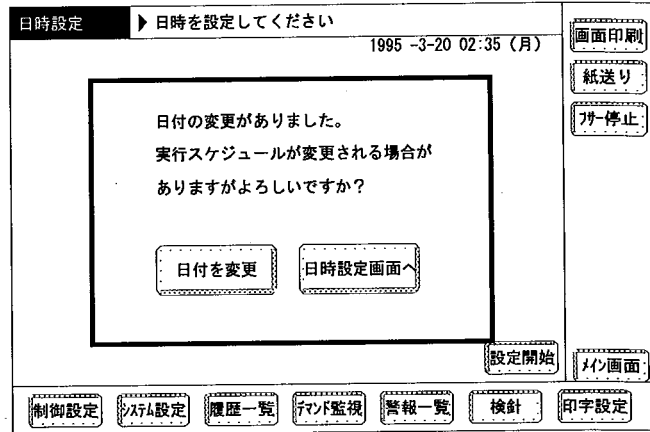 日時設定
▶ 日時を設定してください
1995 -3-20 02:35 (月)
画面印刷
紙送り
ブザー停止
日付の変更がありました。
実行スケジュールが変更される場合が
ありますがよろしいですか?
日付を変更
日時設定画面へ
設定開始
メイン画面
制御設定
システム設定
履歴一覧
デマンド監視
警報一覧
検針
印字設定